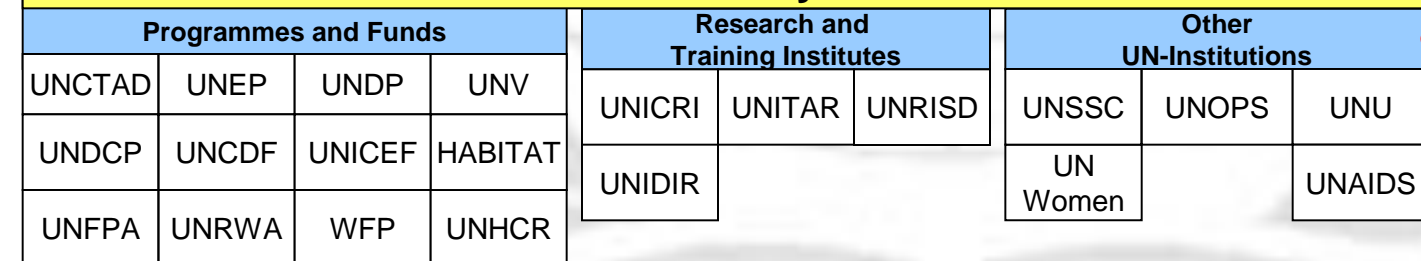 Programmes and Funds
UNCTAD UNEP UNDP UNV
UNDCP UNCDF UNICEF HABITAT
UNFPA UNRWA WFP UNHCR
Research and
Training Institutes
UNICRI UNITAR UNRISD
UNIDIR
Other
UN-Institutions
UNSSC UNOPS UNU
UN
Women
UNAIDS